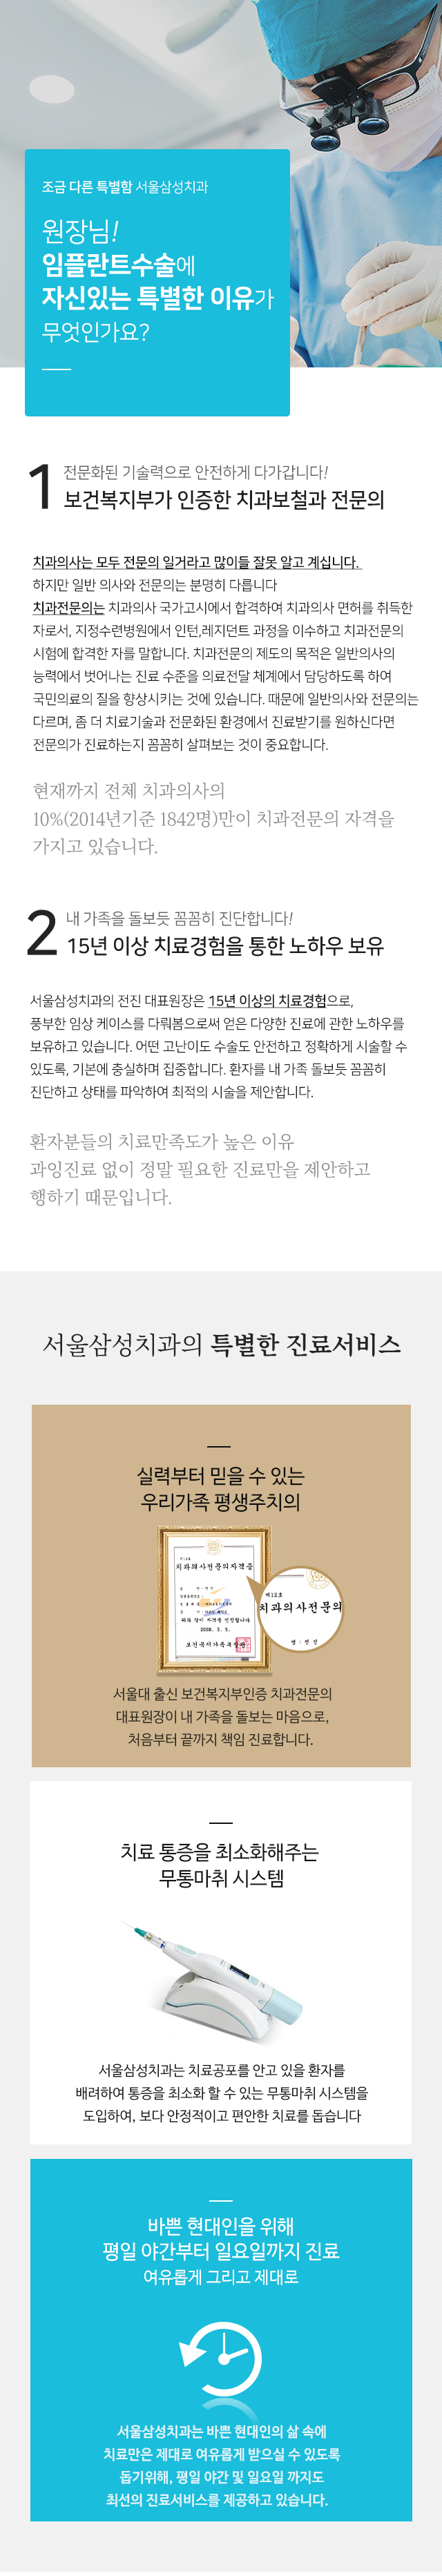 조금 다른 특별함 서울삼성치과
원장님!
임플란트수술에
자신있는 특별한 이유가
무엇인가요?
1 전문화된 기술력으로 안전하게 다가갑니다!
보건복지부가 인증한 치과보철과 전문의
치과의사는 모두 전문의 일거라고 많이들 잘못 알고 계십니다.
하지만 일반 의사와 전문의는 분명히 다릅니다
치과전문의는 치과의사 국가고시에서 합격하여 치과의사 면허를 취득한
자로서, 지정수련병원에서 인턴,레지던트 과정을 이수하고 치과전문의
시험에 합격한 자를 말합니다. 치과전문의 제도의 목적은 일반의사의
능력에서 벗어나는 진료 수준을 의료전달 체계에서 담당하도록 하여
국민의료의 질을 향상시키는 것에 있습니다. 때문에 일반의사와 전문의는
다르며, 좀 더 치료기술과 전문화된 환경에서 진료받기를 원하신다면
전문의가 진료하는지 꼼꼼히 살펴보는 것이 중요합니다.
현재까지 전체 치과의사의
10%(2014년기준 1842명)만이 치과전문의 자격을
가지고 있습니다.
2 내 가족을 돌보듯 꼼꼼히 진단합니다!
15년 이상 치료경험을 통한 노하우 보유
서울삼성치과의 전진 대표원장은 15년 이상의 치료경험으로,
풍부한 임상 케이스를 다뤄봄으로써 얻은 다양한 진료에 관한 노하우를
보유하고 있습니다. 어떤 고난이도 수술도 안전하고 정확하게 시술할 수
있도록, 기본에 충실하며 집중합니다. 환자를 내 가족 돌보듯 꼼꼼히
진단하고 상태를 파악하여 최적의 시술을 제안합니다.
환자분들의 치료만족도가 높은 이유
과잉진료 없이 정말 필요한 진료만을 제안하고
행하기 때문입니다.
서울삼성치과의 특별한 진료서비스
실력부터 믿을 수 있는
우리가족 평생주치의
치과의사전문의자격증
2008. 5. 5.
보건복지가족부장관
제12호
치과의사전문의
명 : 전 진
서울대 출신 보건복지부인증 치과전문의
대표원장이 내 가족을 돌보는 마음으로,
처음부터 끝까지 책임 진료합니다.
치료 통증을 최소화해주는
무통마취 시스템
서울삼성치과는 치료공포를 안고 있을 환자를
배려하여 통증을 최소화 할 수 있는 무통마취 시스템을
도입하여, 보다 안정적이고 편안한 치료를 돕습니다
바쁜 현대인을 위해
평일 야간부터 일요일까지 진료
여유롭게 그리고 제대로
서울삼성치과는 바쁜 현대인의 삶 속에
치료만은 제대로 여유롭게 받으실 수 있도록
돕기위해, 평일 야간 및 일요일 까지도
최선의 진료서비스를 제공하고 있습니다.